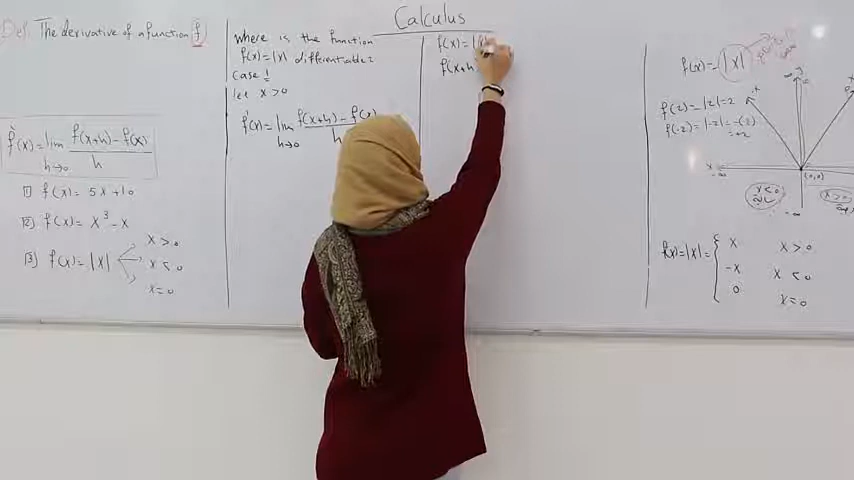 Calculus
Def: The derivative of a function f
f'(x) = lim h→0 f(x+h) - f(x) / h
1) f(x) = 5x+10
2) f(x) = x³ - x
3) f(x) = |x|
x > 0
x < 0
x = 0
where is the function
f(x) = |x| differentiable?
case 1
let x > 0
f'(x) = lim h→0 f(x+h) - f(x) / h
f(x) = |x|
f(x+h
f(x) = |x|
f(2) = |2| = 2
f(-2) = |-2| = -(-2)
= +2
(0,0)
x < 0
x > 0
-∞
f(x) = |x| = { x x > 0
-x x < 0
0 x = 0